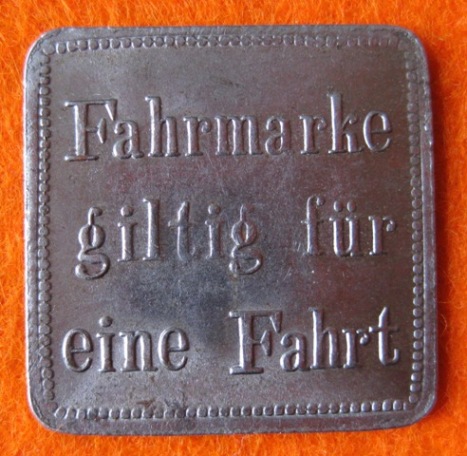 Fahrmarke
giltig für
eine Fahrt